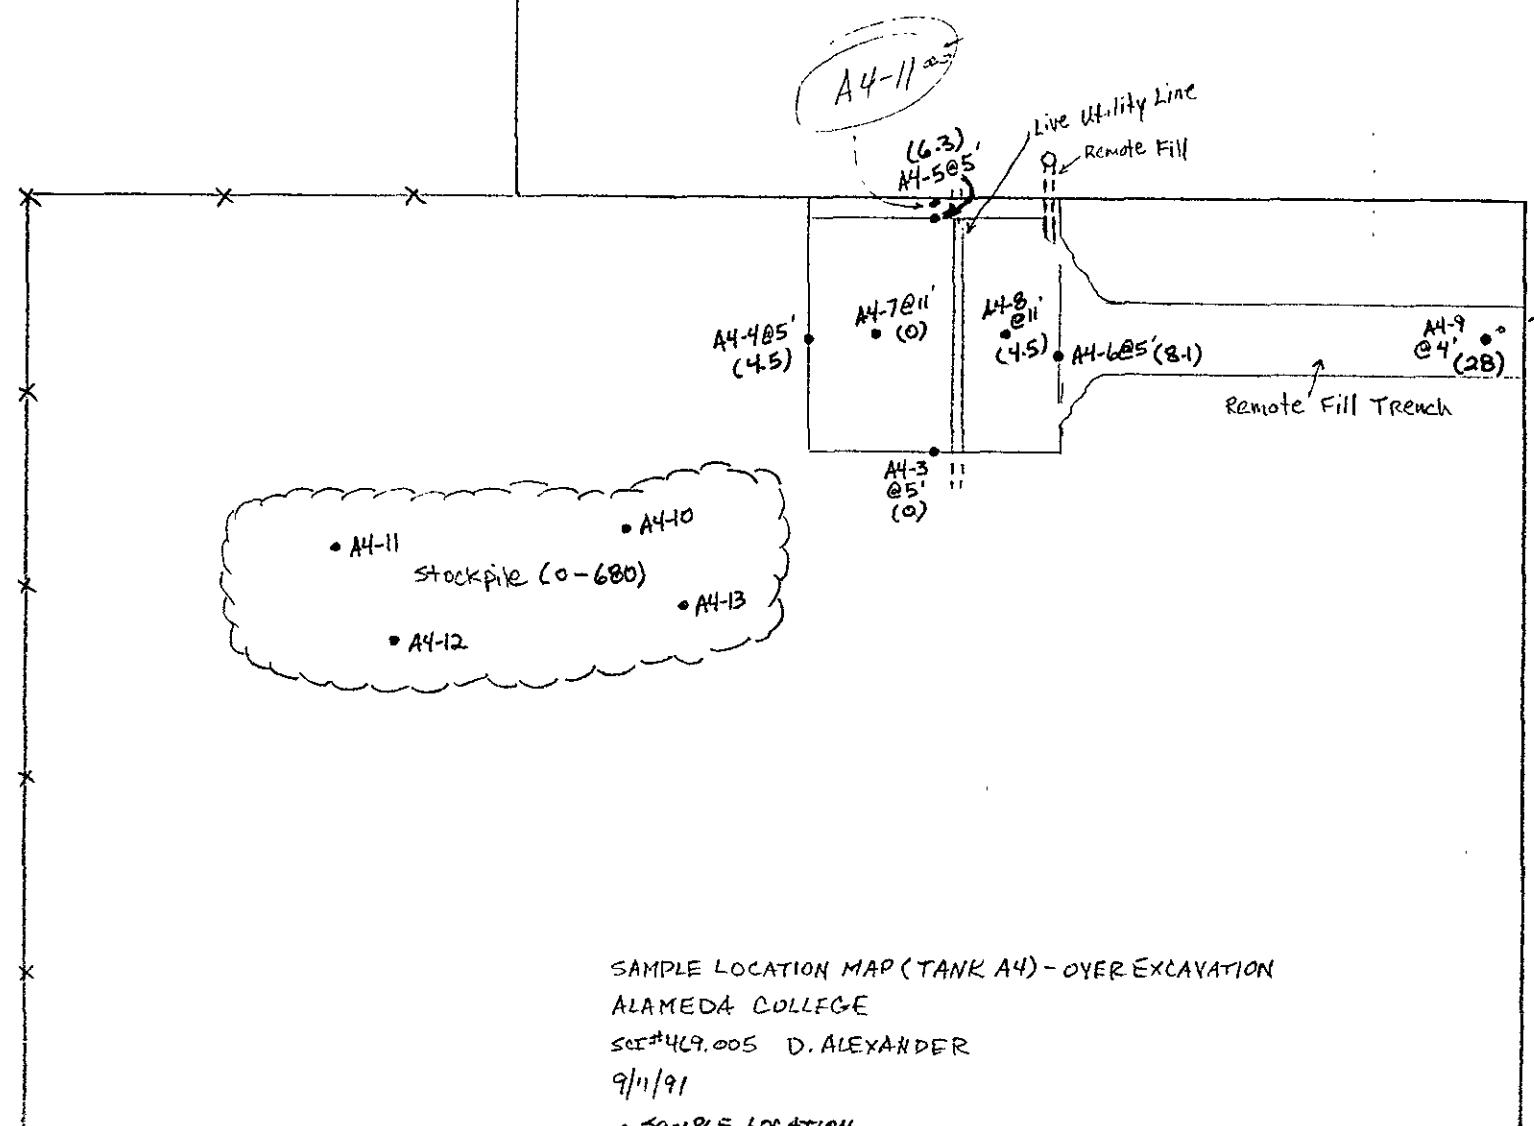 A4-11
(6.3)
A4-5@5'
Live Utility Line
Remote Fill
A4-4@5'
(4.5)
A4-7@11'
(0)
A4-8
@11'
(4.5)
A4-6@5' (8.1)
A4-9
@4'
(28)
Remote Fill Trench
A4-3
@5'
(0)
A4-11
A4-10
Stockpile (0-680)
A4-13
A4-12
SAMPLE LOCATION MAP (TANK A4) - OVEREXCAVATION
ALAMEDA COLLEGE
SCI#469.005 D. ALEXANDER
9/11/91
SAMPLE LOCATION